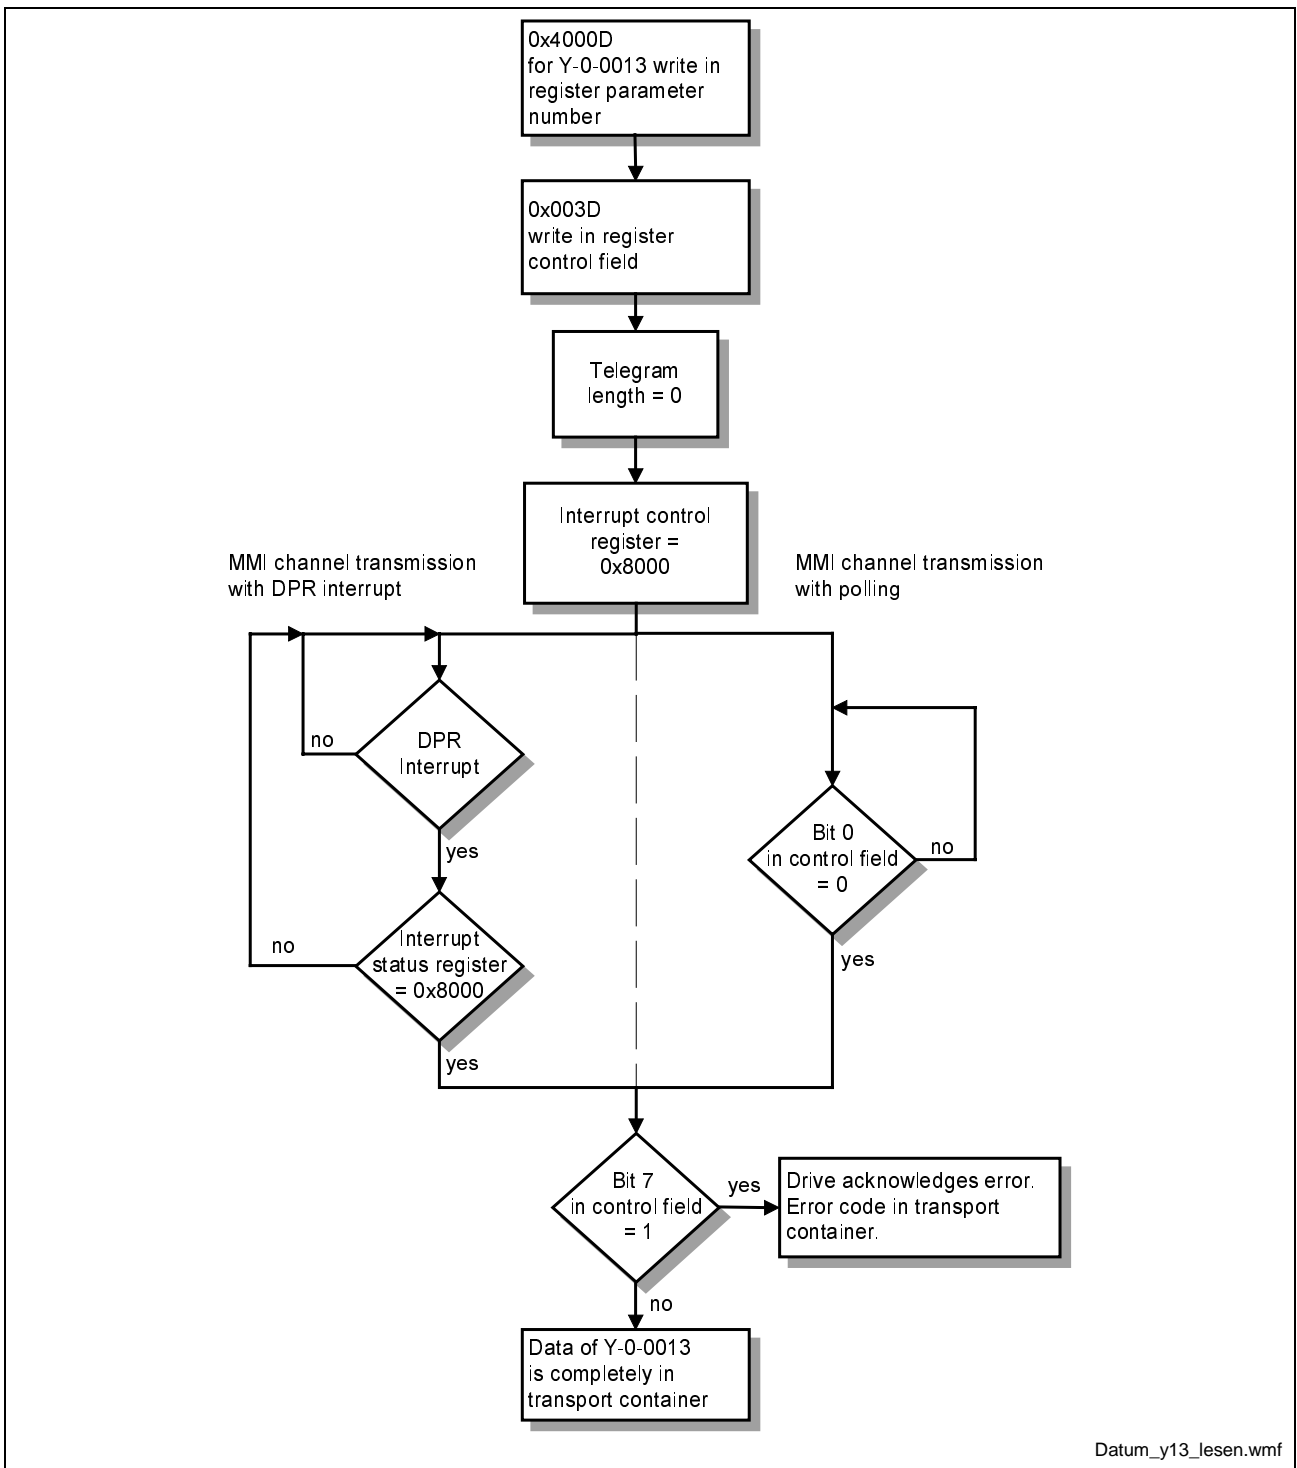 0x4000D
for Y-0-0013 write in
register parameter
number
0x003D
write in register
control field
Telegram
length = 0
Interrupt control
register =
0x8000
MMI channel transmission
with DPR interrupt
MMI channel transmission
with polling
DPR
Interrupt
no
yes
Bit 0
in control field
= 0
no
yes
Interrupt
status register
= 0x8000
no
yes
Bit 7
in control field
= 1
yes
Drive acknowledges error.
Error code in transport
container.
no
Data of Y-0-0013
is completely in
transport container
Datum_y13_lesen.wmf